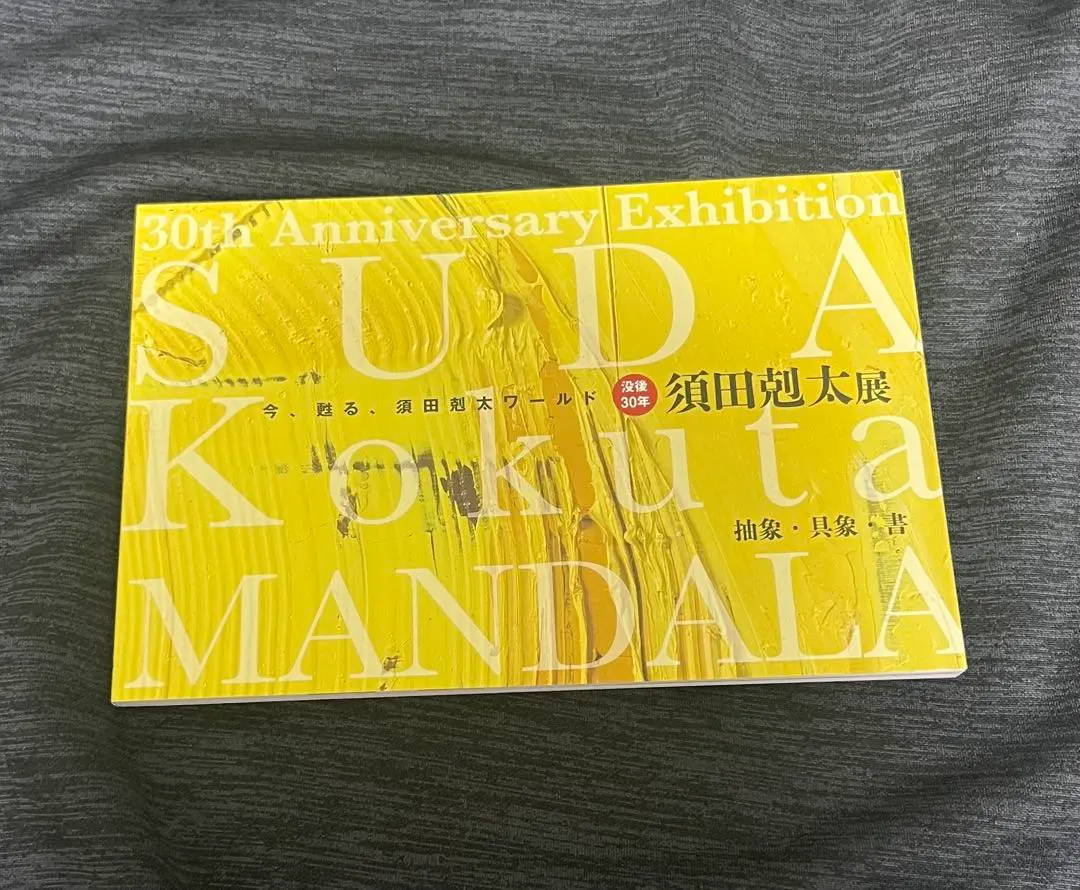 30th Anniversary Exhibition
SUDA
今、甦る、須田剋太ワールド
没後
30年
須田剋太展
Kokuta
抽象・具象・書
MANDALA